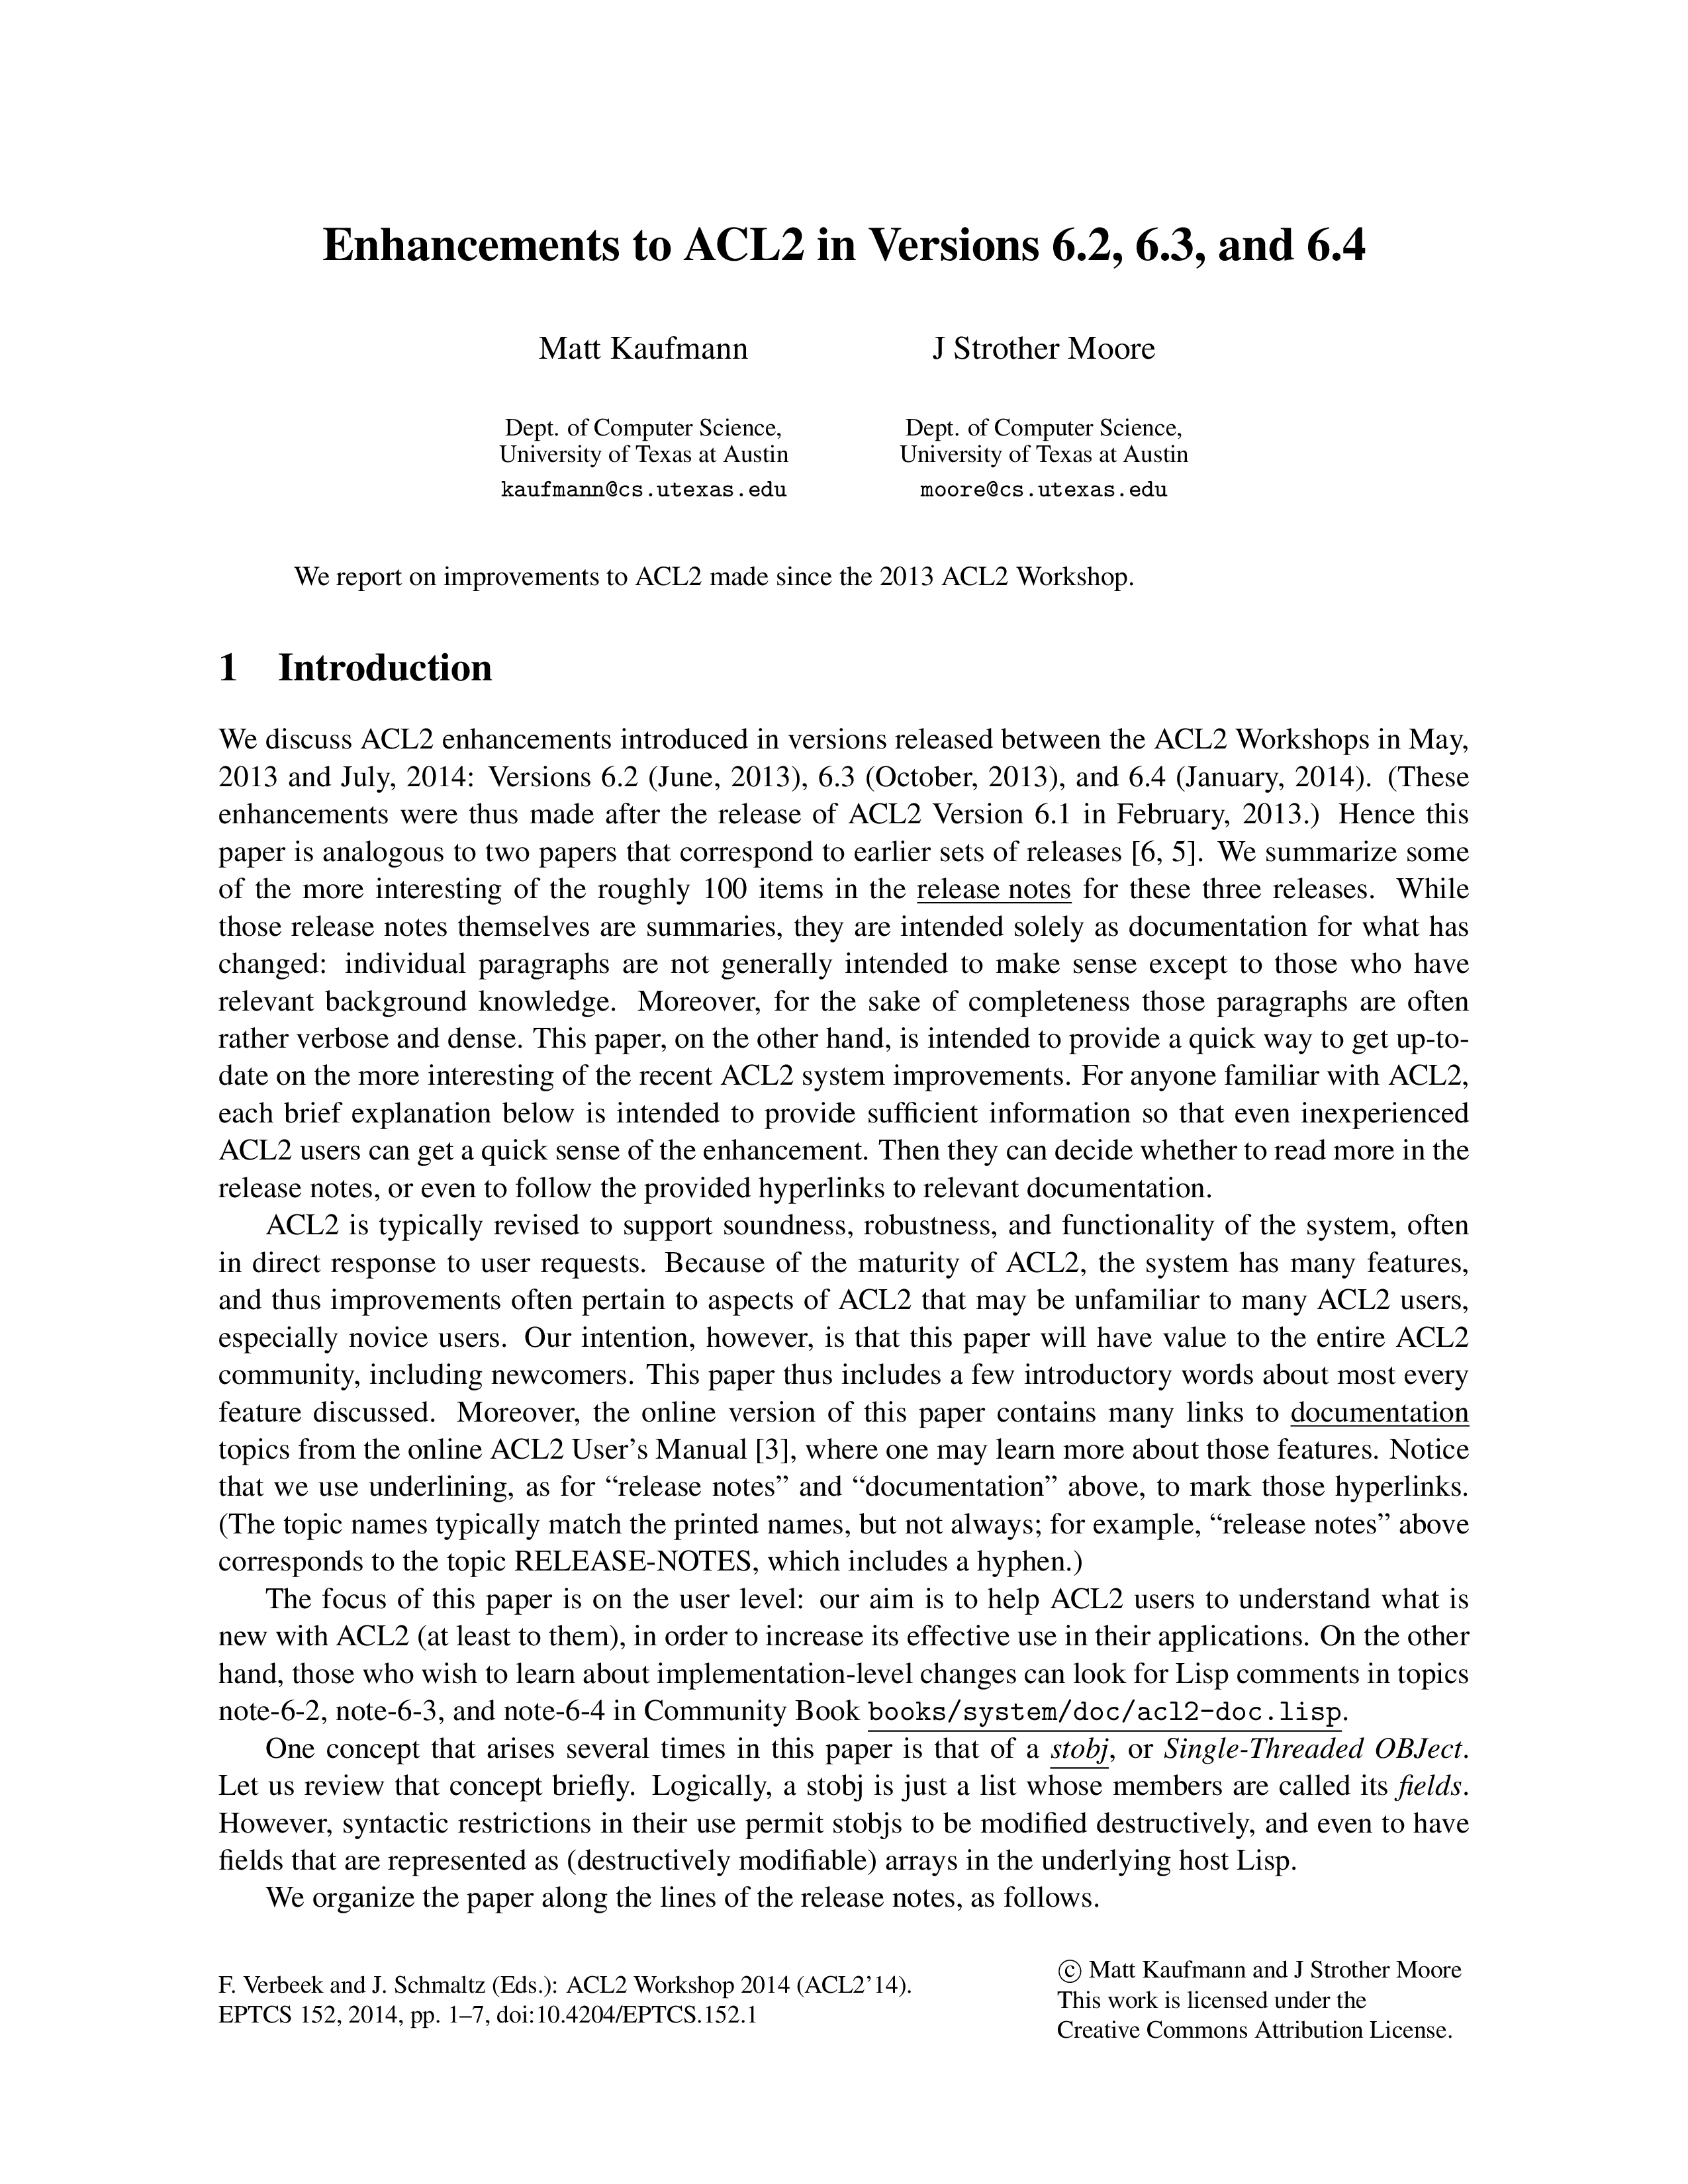 Enhancements to ACL2 in Versions 6.2, 6.3, and 6.4
Matt Kaufmann
Dept. of Computer Science,
University of Texas at Austin
kaufmann@cs.utexas.edu
J Strother Moore
Dept. of Computer Science,
University of Texas at Austin
moore@cs.utexas.edu
We report on improvements to ACL2 made since the 2013 ACL2 Workshop.
1 Introduction
We discuss ACL2 enhancements introduced in versions released between the ACL2 Workshops in May,
2013 and July, 2014: Versions 6.2 (June, 2013), 6.3 (October, 2013), and 6.4 (January, 2014). (These
enhancements were thus made after the release of ACL2 Version 6.1 in February, 2013.) Hence this
paper is analogous to two papers that correspond to earlier sets of releases [6, 5]. We summarize some
of the more interesting of the roughly 100 items in the release notes for these three releases. While
those release notes themselves are summaries, they are intended solely as documentation for what has
changed: individual paragraphs are not generally intended to make sense except to those who have
relevant background knowledge. Moreover, for the sake of completeness those paragraphs are often
rather verbose and dense. This paper, on the other hand, is intended to provide a quick way to get up-to-
date on the more interesting of the recent ACL2 system improvements. For anyone familiar with ACL2,
each brief explanation below is intended to provide sufficient information so that even inexperienced
ACL2 users can get a quick sense of the enhancement. Then they can decide whether to read more in the
release notes, or even to follow the provided hyperlinks to relevant documentation.
ACL2 is typically revised to support soundness, robustness, and functionality of the system, often
in direct response to user requests. Because of the maturity of ACL2, the system has many features,
and thus improvements often pertain to aspects of ACL2 that may be unfamiliar to many ACL2 users,
especially novice users. Our intention, however, is that this paper will have value to the entire ACL2
community, including newcomers. This paper thus includes a few introductory words about most every
feature discussed. Moreover, the online version of this paper contains many links to documentation
topics from the online ACL2 User's Manual [3], where one may learn more about those features. Notice
that we use underlining, as for “release notes” and “documentation” above, to mark those hyperlinks.
(The topic names typically match the printed names, but not always; for example, “release notes” above
corresponds to the topic RELEASE-NOTES, which includes a hyphen.)
The focus of this paper is on the user level: our aim is to help ACL2 users to understand what is
new with ACL2 (at least to them), in order to increase its effective use in their applications. On the other
hand, those who wish to learn about implementation-level changes can look for Lisp comments in topics
note-6-2, note-6-3, and note-6-4 in Community Book books/system/doc/acl2-doc.lisp.
One concept that arises several times in this paper is that of a stobj, or Single-Threaded OBJect.
Let us review that concept briefly. Logically, a stobj is just a list whose members are called its fields.
However, syntactic restrictions in their use permit stobjs to be modified destructively, and even to have
fields that are represented as (destructively modifiable) arrays in the underlying host Lisp.
We organize the paper along the lines of the release notes, as follows.
F. Verbeek and J. Schmaltz (Eds.): ACL2 Workshop 2014 (ACL2'14).
EPTCS 152, 2014, pp. 1–7, doi:10.4204/EPTCS.152.1
© Matt Kaufmann and J Strother Moore
This work is licensed under the
Creative Commons Attribution License.